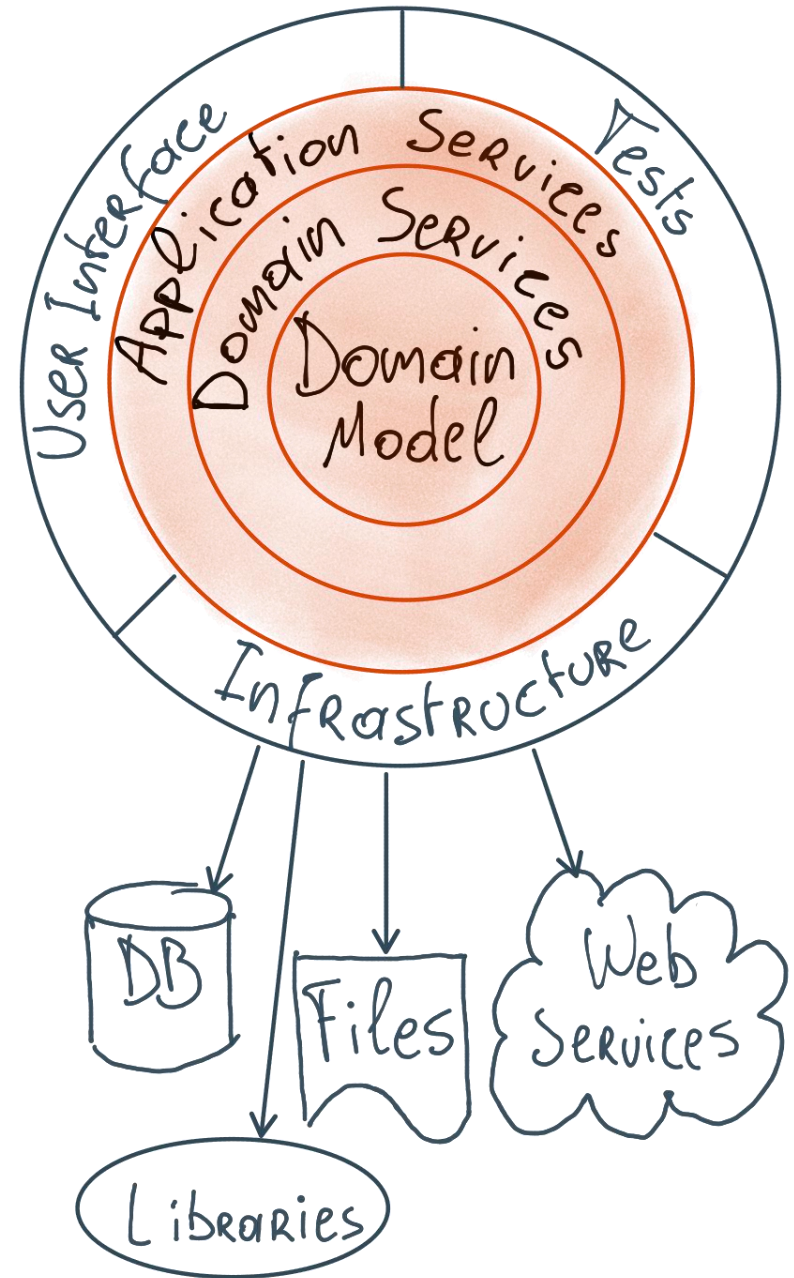 User Interface
Tests
Application Services
Domain Services
Domain
Model
Infrastructure
DB
Files
Web
Services
Libraries